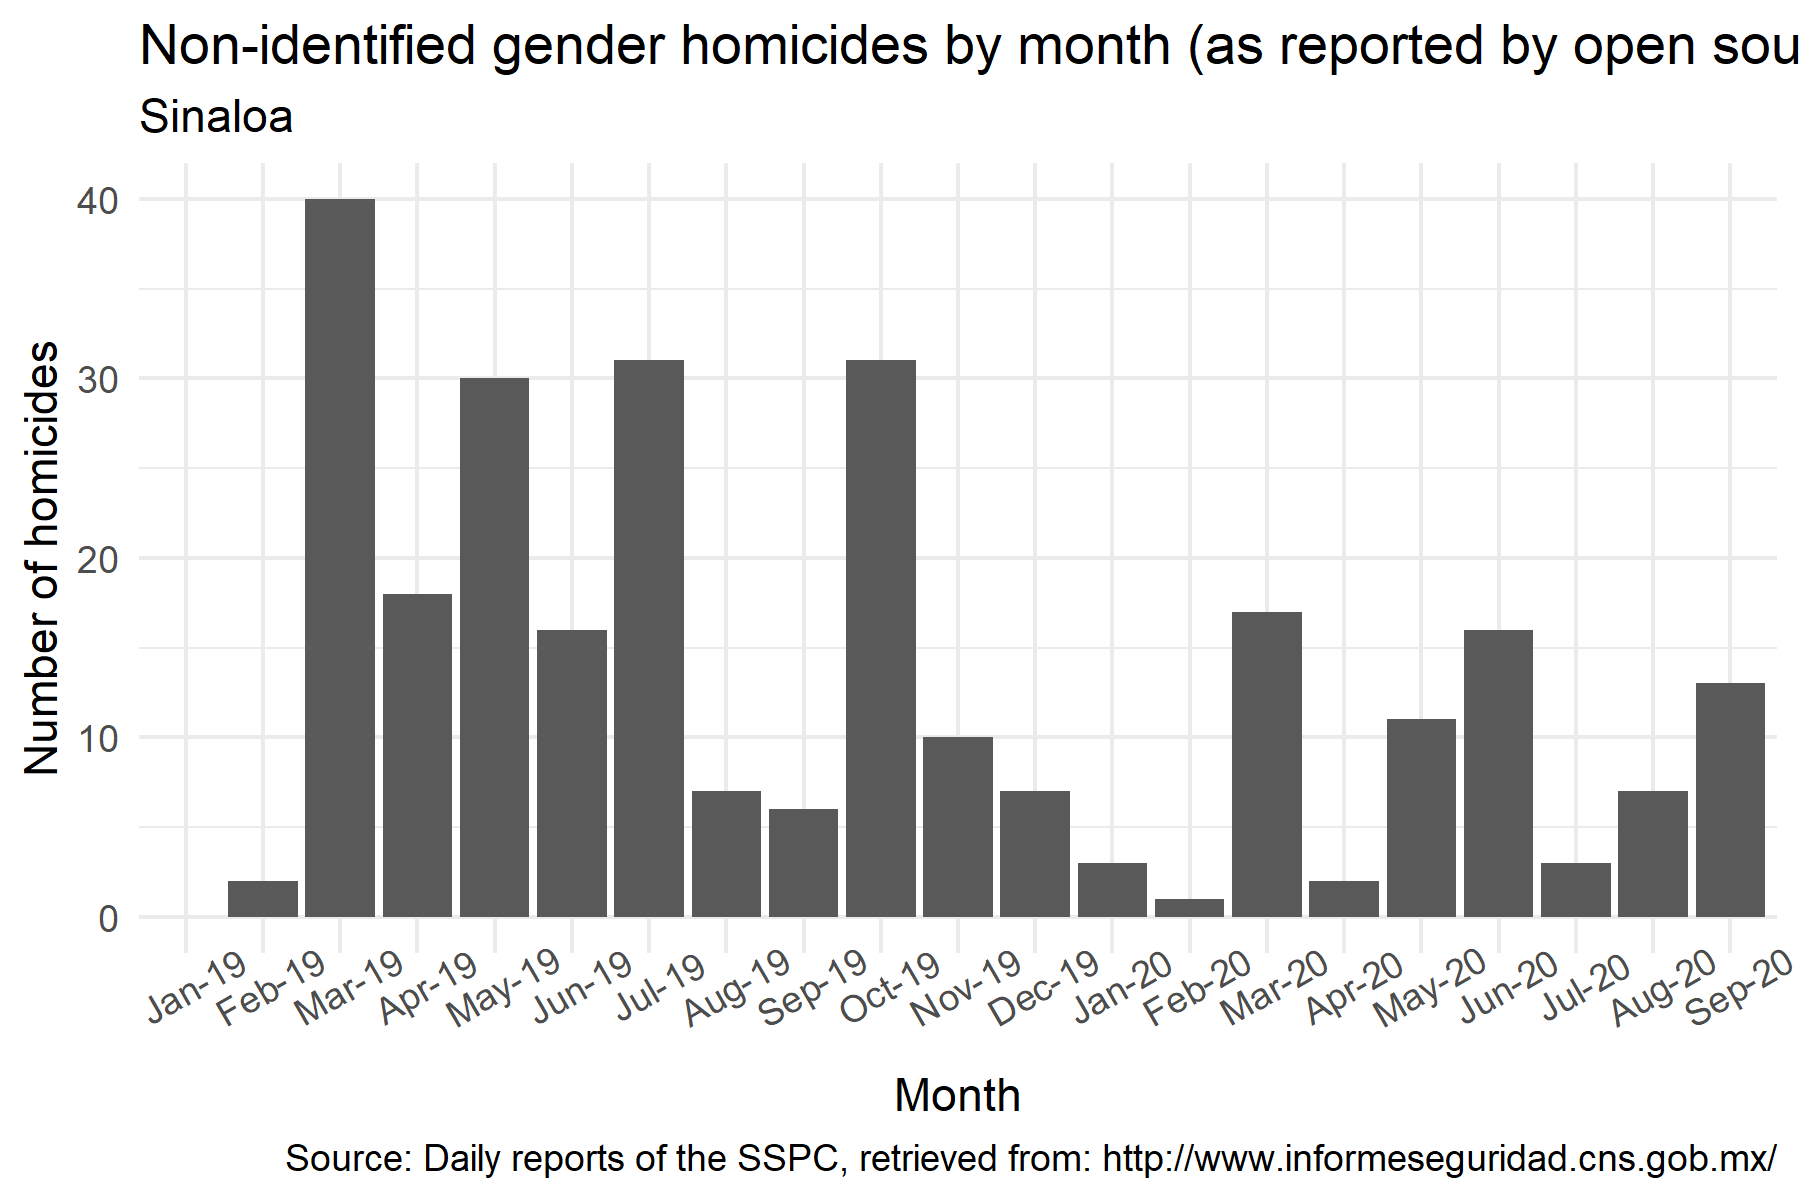 Non-identified gender homicides by month (as reported by open sou
Sinaloa
Number of homicides
40
30
20
10
0
Jan-19
Feb-19
Mar-19
Apr-19
May-19
Jun-19
Jul-19
Aug-19
Sep-19
Oct-19
Nov-19
Dec-19
Jan-20
Feb-20
Mar-20
Apr-20
May-20
Jun-20
Jul-20
Aug-20
Sep-20
Month
Source: Daily reports of the SSPC, retrieved from: http://www.informeseguridad.cns.gob.mx/